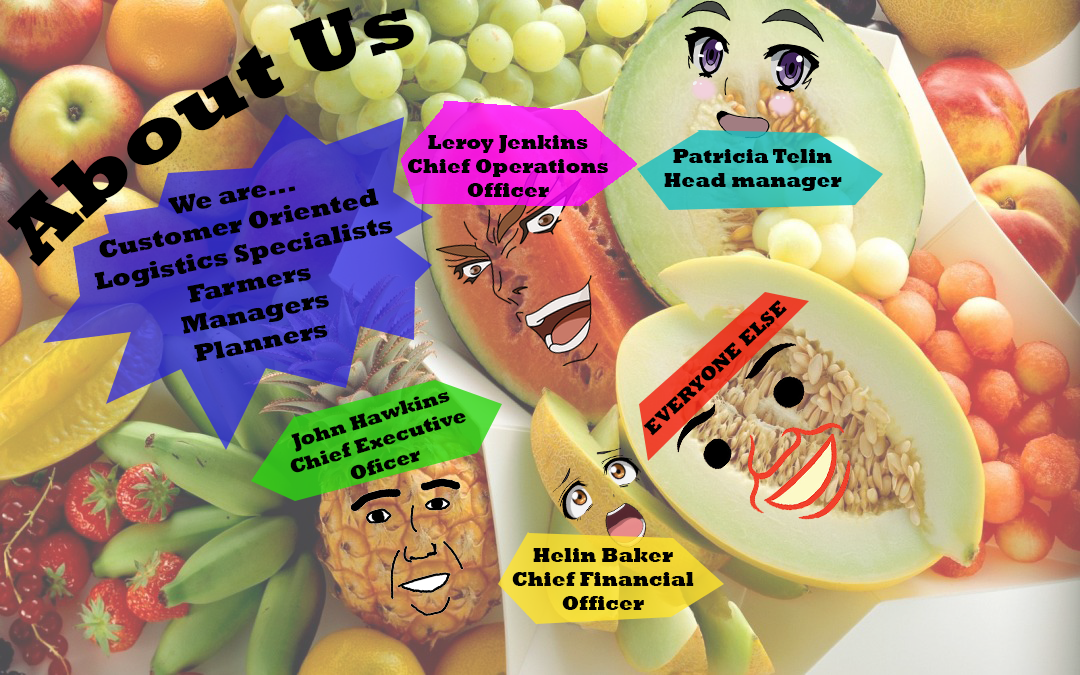 About Us
We are...
Customer Oriented
Logistics Specialists
Farmers
Managers
Planners
Leroy Jenkins
Chief Operations
Officer
Patricia Telin
Head manager
EVERYONE ELSE
John Hawkins
Chief Executive
Oficer
Helin Baker
Chief Financial
Officer